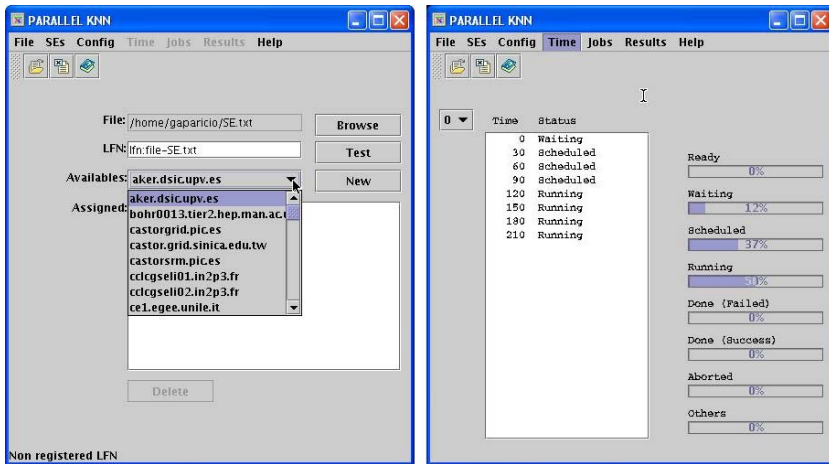 PARALLEL KNN
File SEs Config Time Jobs Results Help
File: /home/gaparicio/SE.txt Browse
LFN: lfn:file-SE.txt Test
Availables: aker.dsic.upv.es New
aker.dsic.upv.es
Assigned: bohr0013.tier2.hep.man.ac.u
castorgrid.pic.es
castor.grid.sinica.edu.tw
castorsrm.pic.es
cclcgseli01.in2p3.fr
cclcgseli02.in2p3.fr
ce1.egee.unile.it
Delete
Non registered LFN
PARALLEL KNN
File SEs Config Time Jobs Results Help
0 Time Status
0 Waiting
30 Scheduled
60 Scheduled
90 Scheduled
120 Running
150 Running
180 Running
210 Running
Ready
0%
Waiting
12%
Scheduled
37%
Running
50%
Done (Failed)
0%
Done (Success)
0%
Aborted
0%
Others
0%